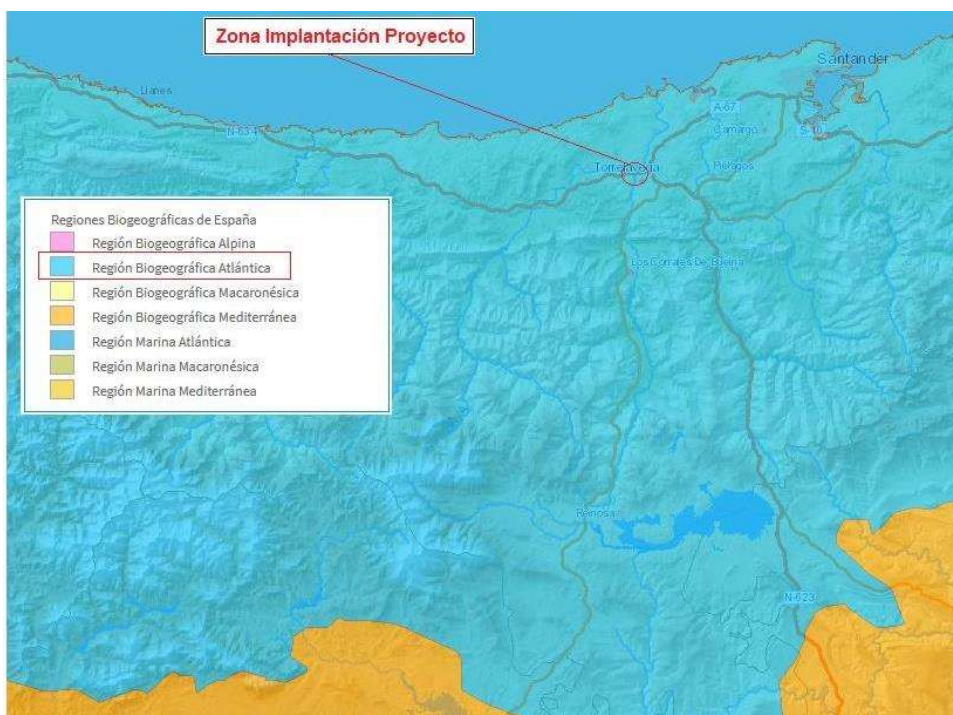 Zona Implantación Proyecto
Santander
Llanes
N-634
A-67
Camargo
S-10
Piélagos
Torrelavega
Los Corrales De Buelna
Regiones Biogeográficas de España
Región Biogeográfica Alpina
Región Biogeográfica Atlántica
Región Biogeográfica Macaronésica
Región Biogeográfica Mediterránea
Región Marina Atlántica
Región Marina Macaronésica
Región Marina Mediterránea
Reinosa
N-623